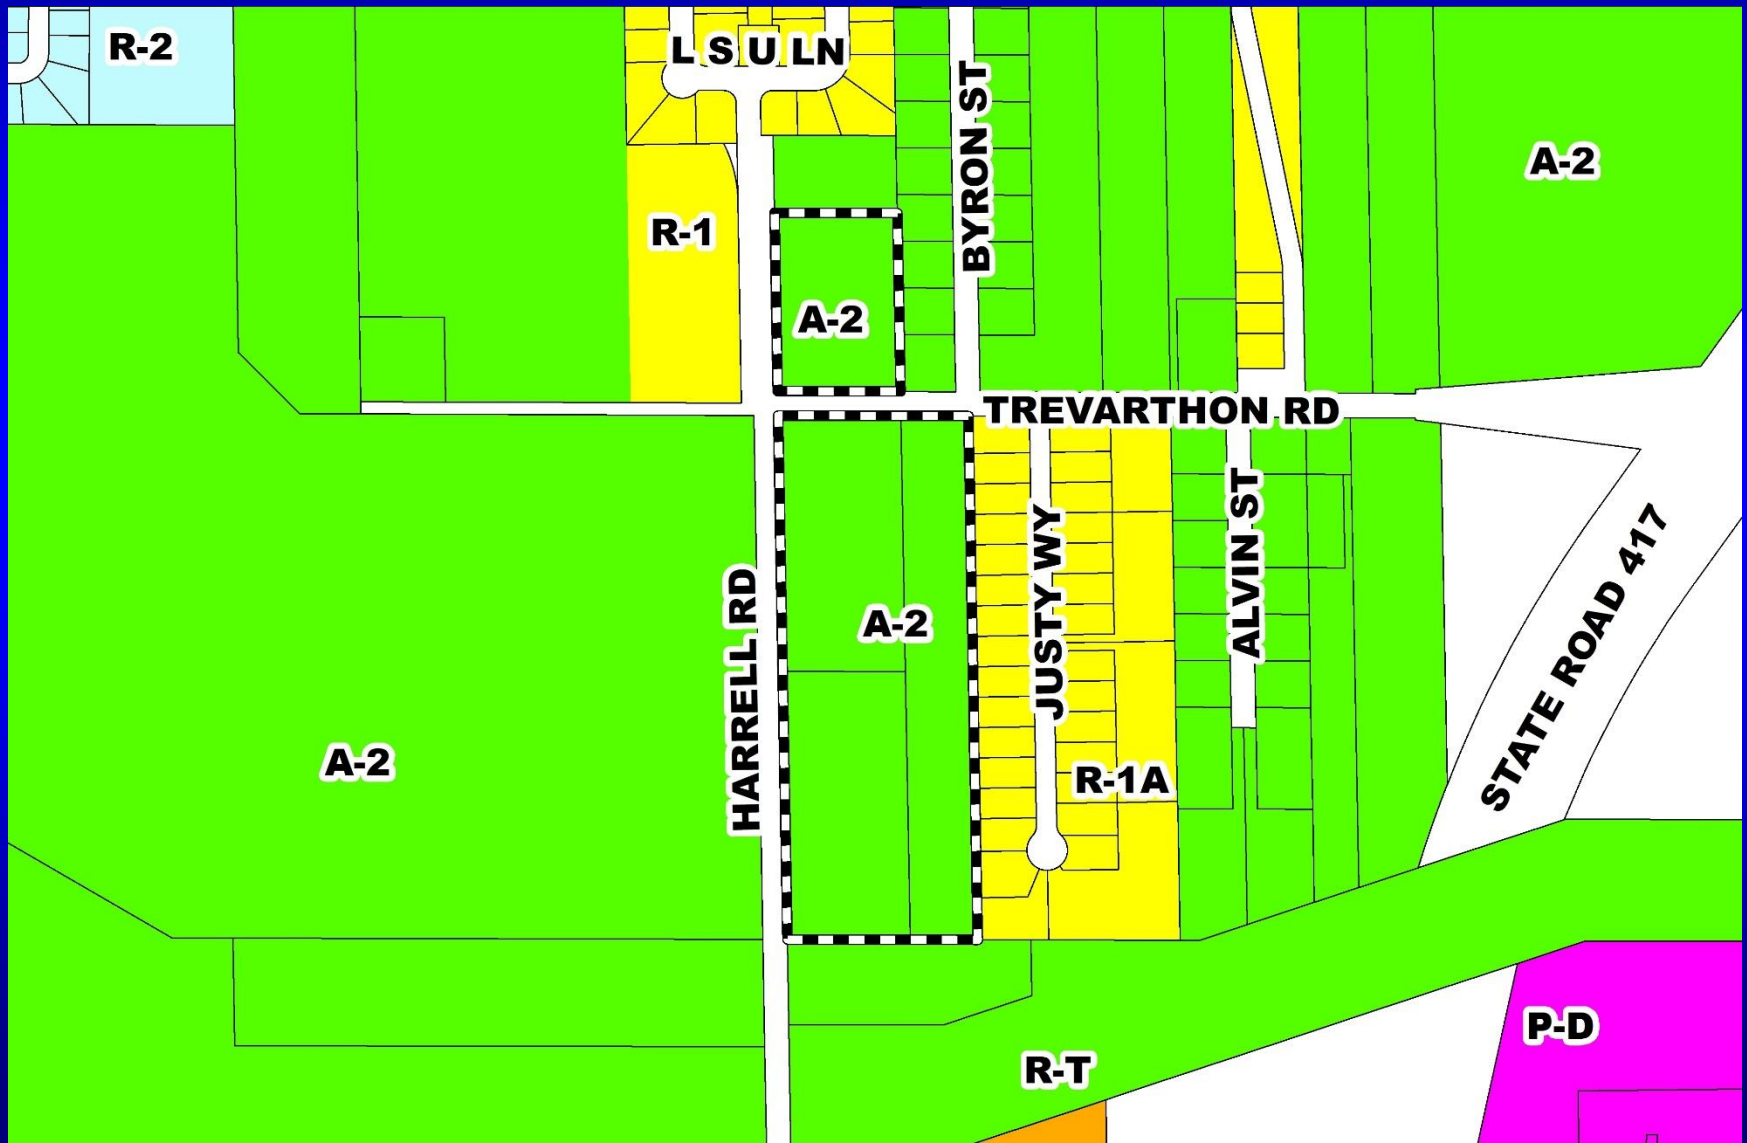 R-2
L S U LN
BYRON ST
A-2
R-1
A-2
TREVARTHON RD
HARRELL RD
A-2
JUSTY WY
ALVIN ST
STATE ROAD 417
A-2
R-1A
P-D
R-T